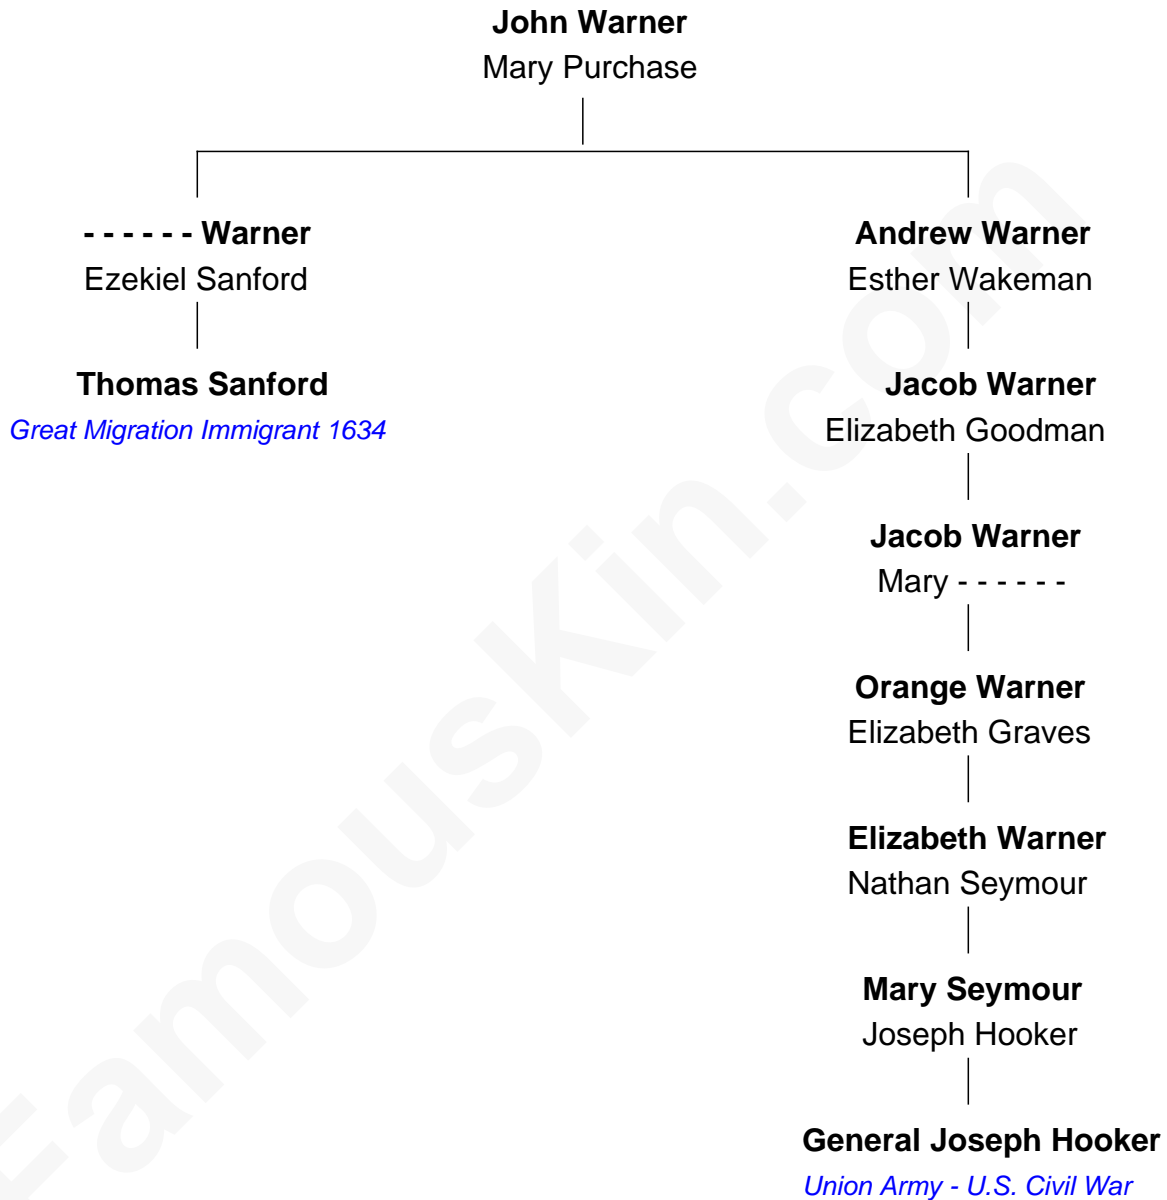 John Warner
Mary Purchase
- - - - - - Warner
Ezekiel Sanford
Thomas Sanford
Great Migration Immigrant 1634
Andrew Warner
Esther Wakeman
Jacob Warner
Elizabeth Goodman
Jacob Warner
Mary - - - - - -
Orange Warner
Elizabeth Graves
Elizabeth Warner
Nathan Seymour
Mary Seymour
Joseph Hooker
General Joseph Hooker
Union Army - U.S. Civil War
FamousKin.com